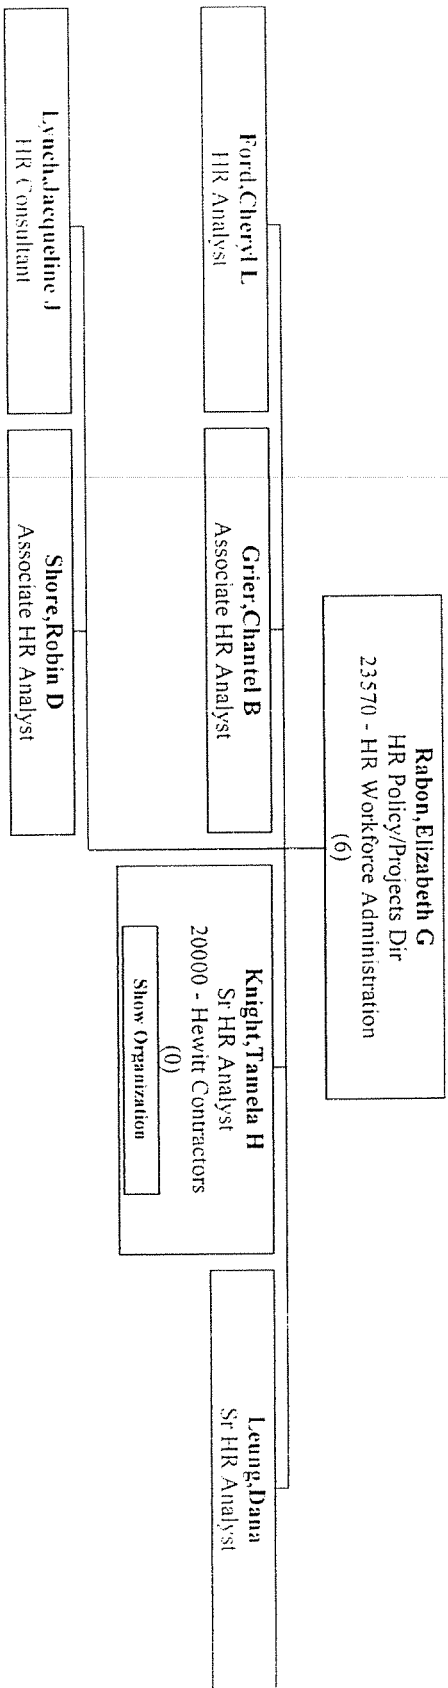 Rabon,Elizabeth G
HR Policy/Projects Dir
23570 - HR Workforce Administration
(6)
Ford,Cheryl L
HR Analyst
Grier,Chantel B
Associate HR Analyst
Knight,Tamela H
Sr HR Analyst
20000 - Hewitt Contractors
(0)
Show Organization
Leung,Dana
Sr HR Analyst
Lynch,Jacqueline J
HR Consultant
Shore,Robin D
Associate HR Analyst